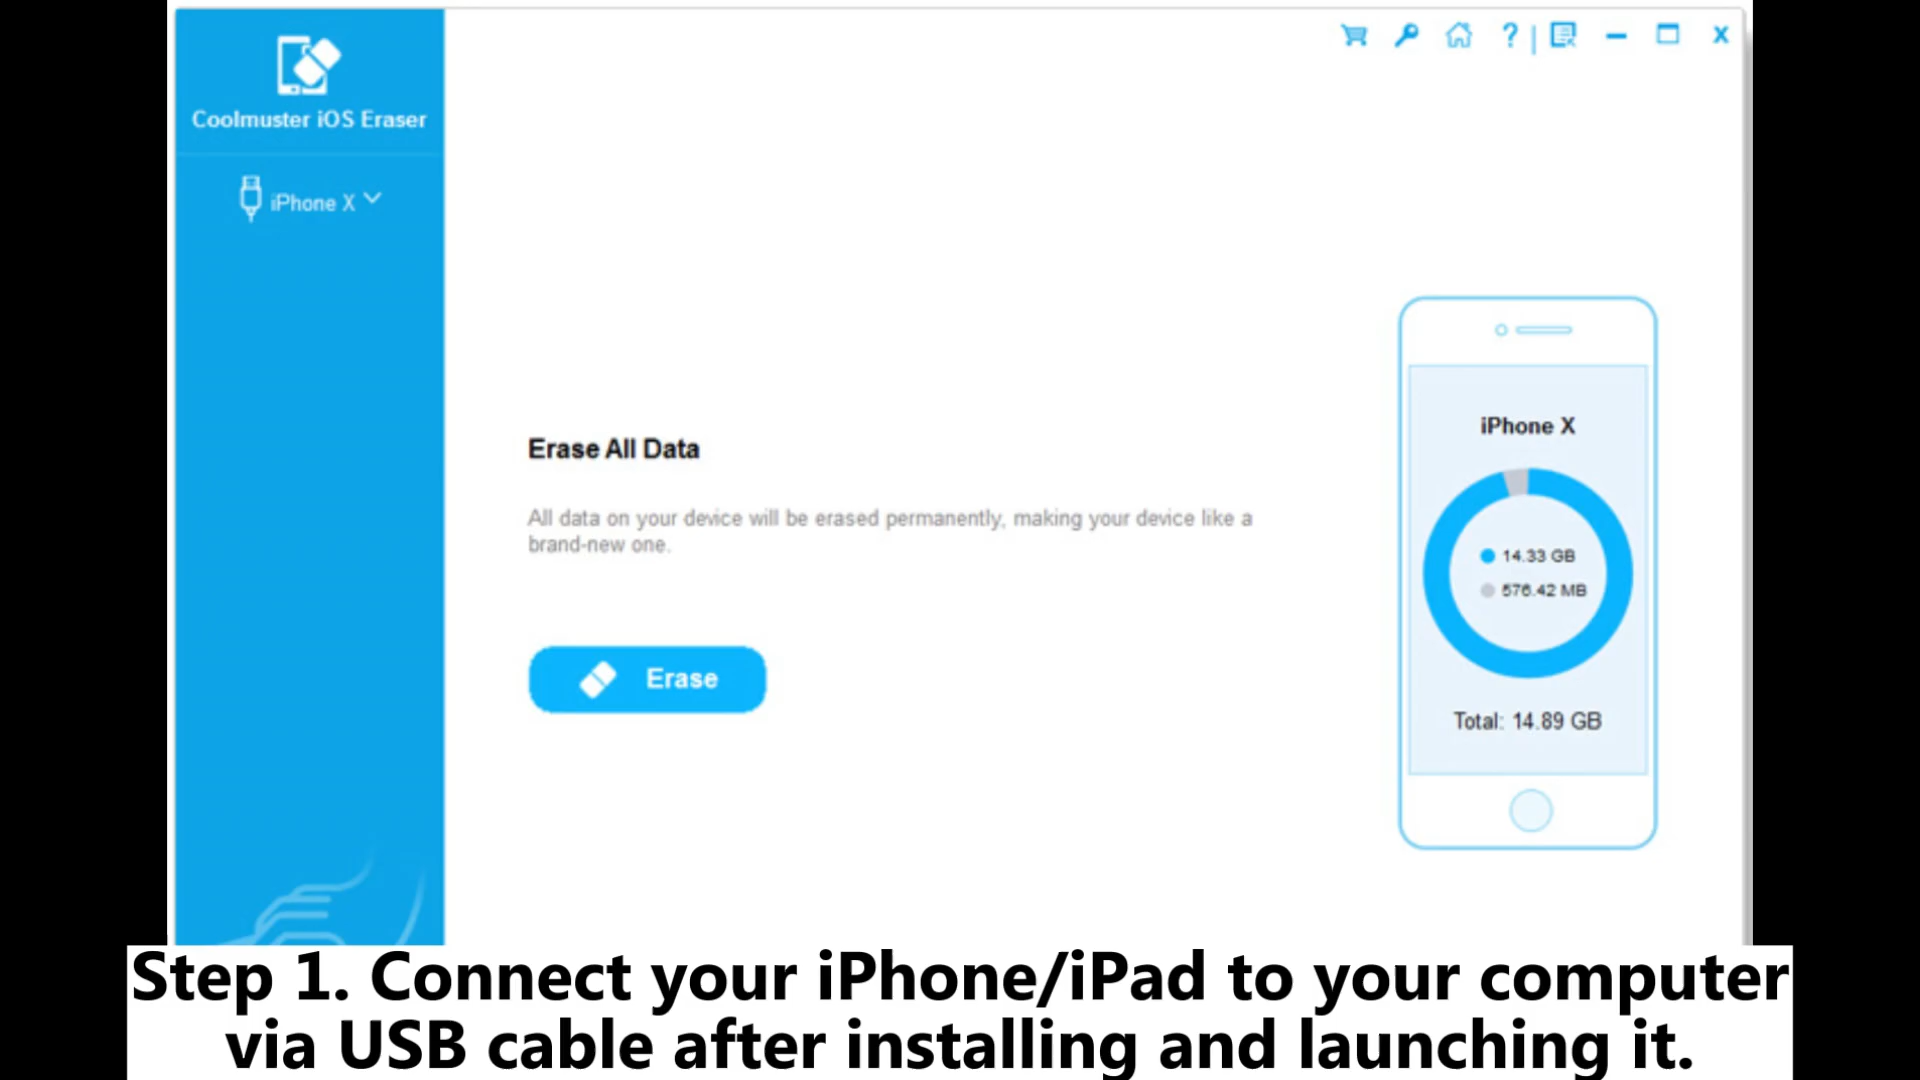 Coolmuster iOS Eraser
iPhone X
?
Erase All Data
All data on your device will be erased permanently, making your device like a
brand-new one.
Erase
iPhone X
14.33 GB
576.42 MB
Total: 14.89 GB
Step 1. Connect your iPhone/iPad to your computer
via USB cable after installing and launching it.